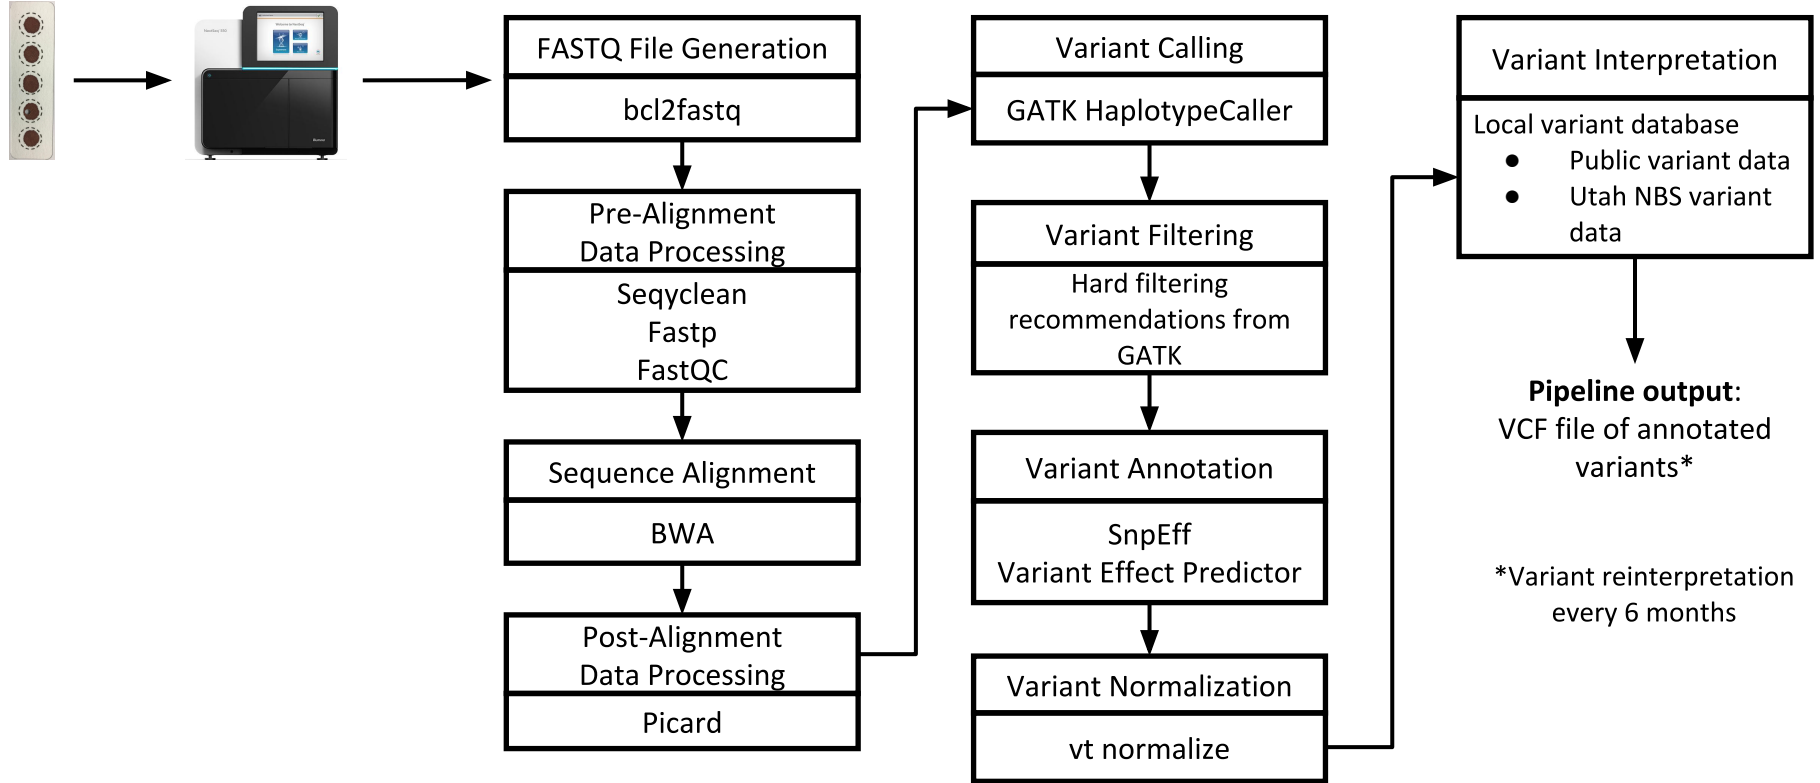 FASTQ File Generation
bcl2fastq
Pre-Alignment
Data Processing
Seqyclean
Fastp
FastQC
Sequence Alignment
BWA
Post-Alignment
Data Processing
Picard
Variant Calling
GATK HaplotypeCaller
Variant Filtering
Hard filtering
recommendations from
GATK
Variant Annotation
SnpEff
Variant Effect Predictor
Variant Normalization
vt normalize
Variant Interpretation
Local variant database
● Public variant data
● Utah NBS variant
data
Pipeline output:
VCF file of annotated
variants*
*Variant reinterpretation
every 6 months